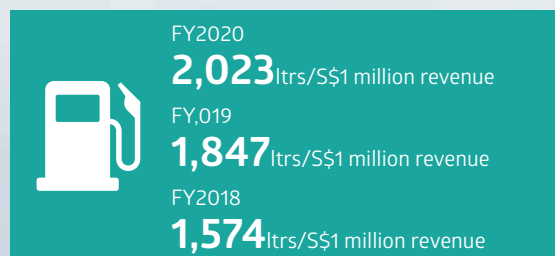 FY2020
2,023ltrs/S$1 million revenue
FY,019
1,847ltrs/S$1 million revenue
FY2018
1,574ltrs/S$1 million revenue